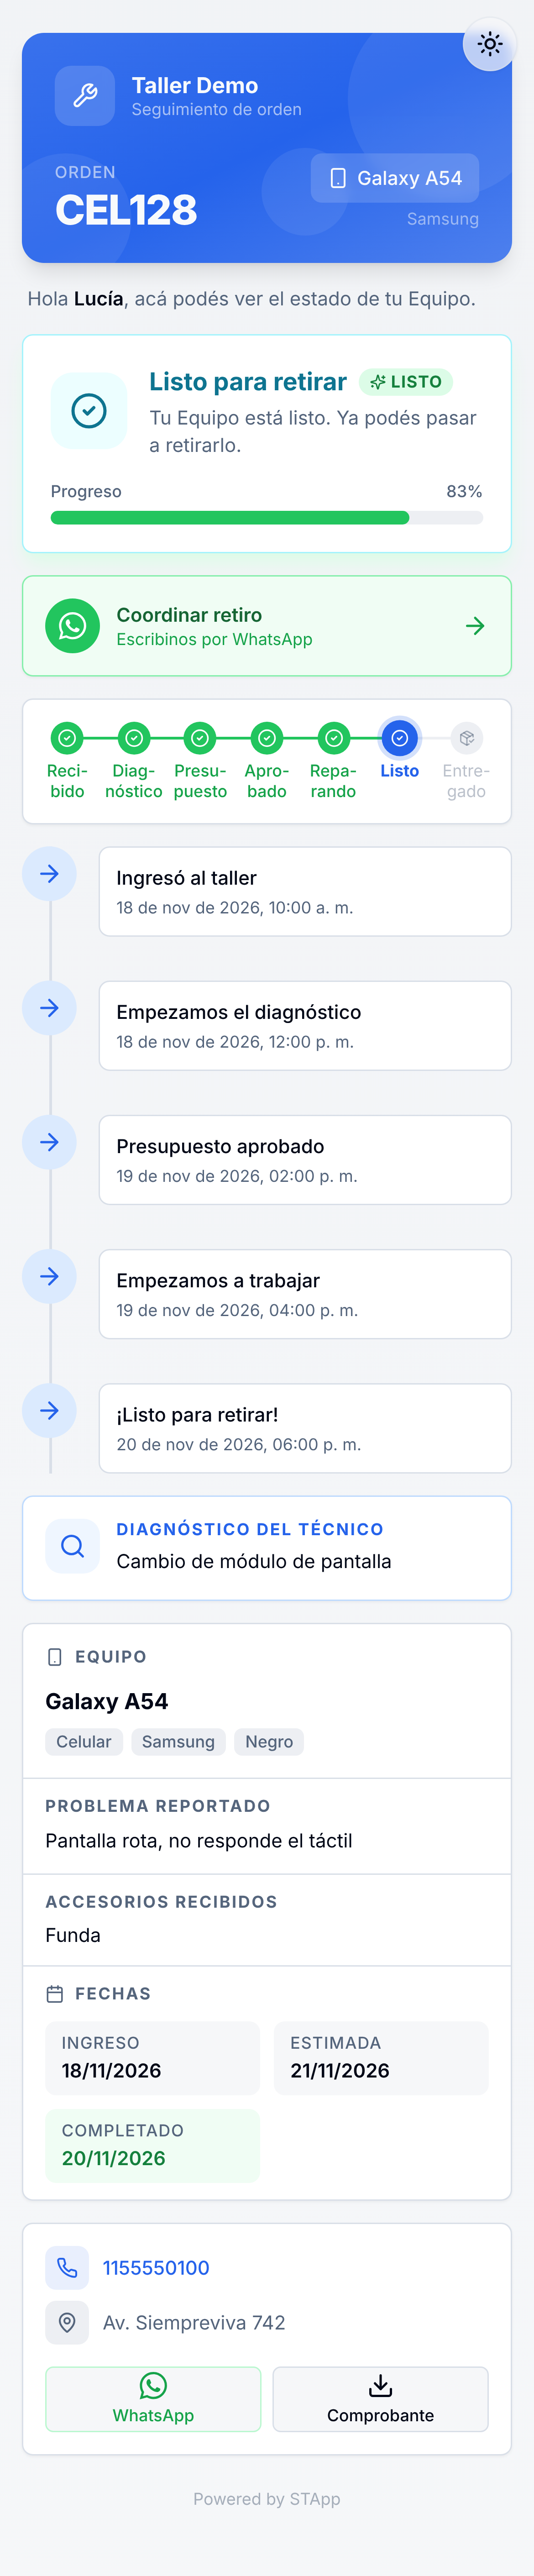 Taller Demo
Seguimiento de orden
ORDEN
CEL128
Galaxy A54
Samsung
Hola Lucía, acá podés ver el estado de tu Equipo.
Listo para retirar
LISTO
Tu Equipo está listo. Ya podés pasar
a retirarlo.
Progreso
83%
Coordinar retiro
Escribinos por WhatsApp
Reci-
bido
Diag-
nóstico
Presu-
puesto
Apro-
bado
Repa-
rando
Listo
Entre-
gado
Ingresó al taller
18 de nov de 2026, 10:00 a. m.
Empezamos el diagnóstico
18 de nov de 2026, 12:00 p. m.
Presupuesto aprobado
19 de nov de 2026, 02:00 p. m.
Empezamos a trabajar
19 de nov de 2026, 04:00 p. m.
¡Listo para retirar!
20 de nov de 2026, 06:00 p. m.
DIAGNÓSTICO DEL TÉCNICO
Cambio de módulo de pantalla
EQUIPO
Galaxy A54
Celular
Samsung
Negro
PROBLEMA REPORTADO
Pantalla rota, no responde el táctil
ACCESORIOS RECIBIDOS
Funda
FECHAS
INGRESO
18/11/2026
ESTIMADA
21/11/2026
COMPLETADO
20/11/2026
1155550100
Av. Siempreviva 742
WhatsApp
Comprobante
Powered by STApp